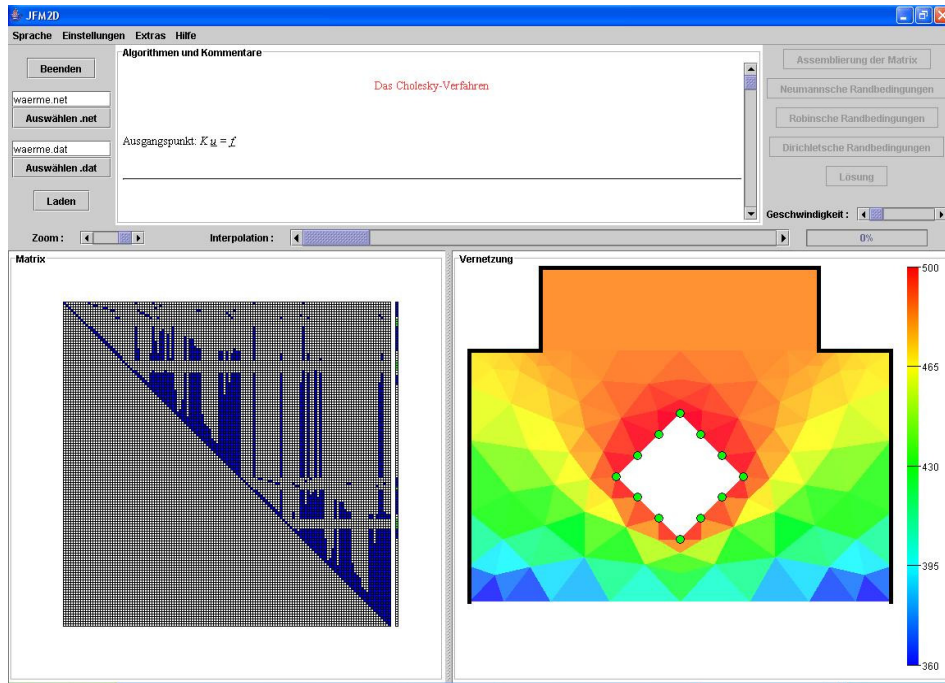 JFM2D
Sprache Einstellungen Extras Hilfe
Beenden
waerme.net
Auswählen .net
waerme.dat
Auswählen .dat
Laden
Algorithmen und Kommentare
Das Cholesky-Verfahren
Ausgangspunkt: K u = f
Assemblierung der Matrix
Neumannsche Randbedingungen
Robinsche Randbedingungen
Dirichletsche Randbedingungen
Lösung
Geschwindigkeit :
Zoom :
Interpolation :
0%
Matrix
Vernetzung
500
465
430
395
360